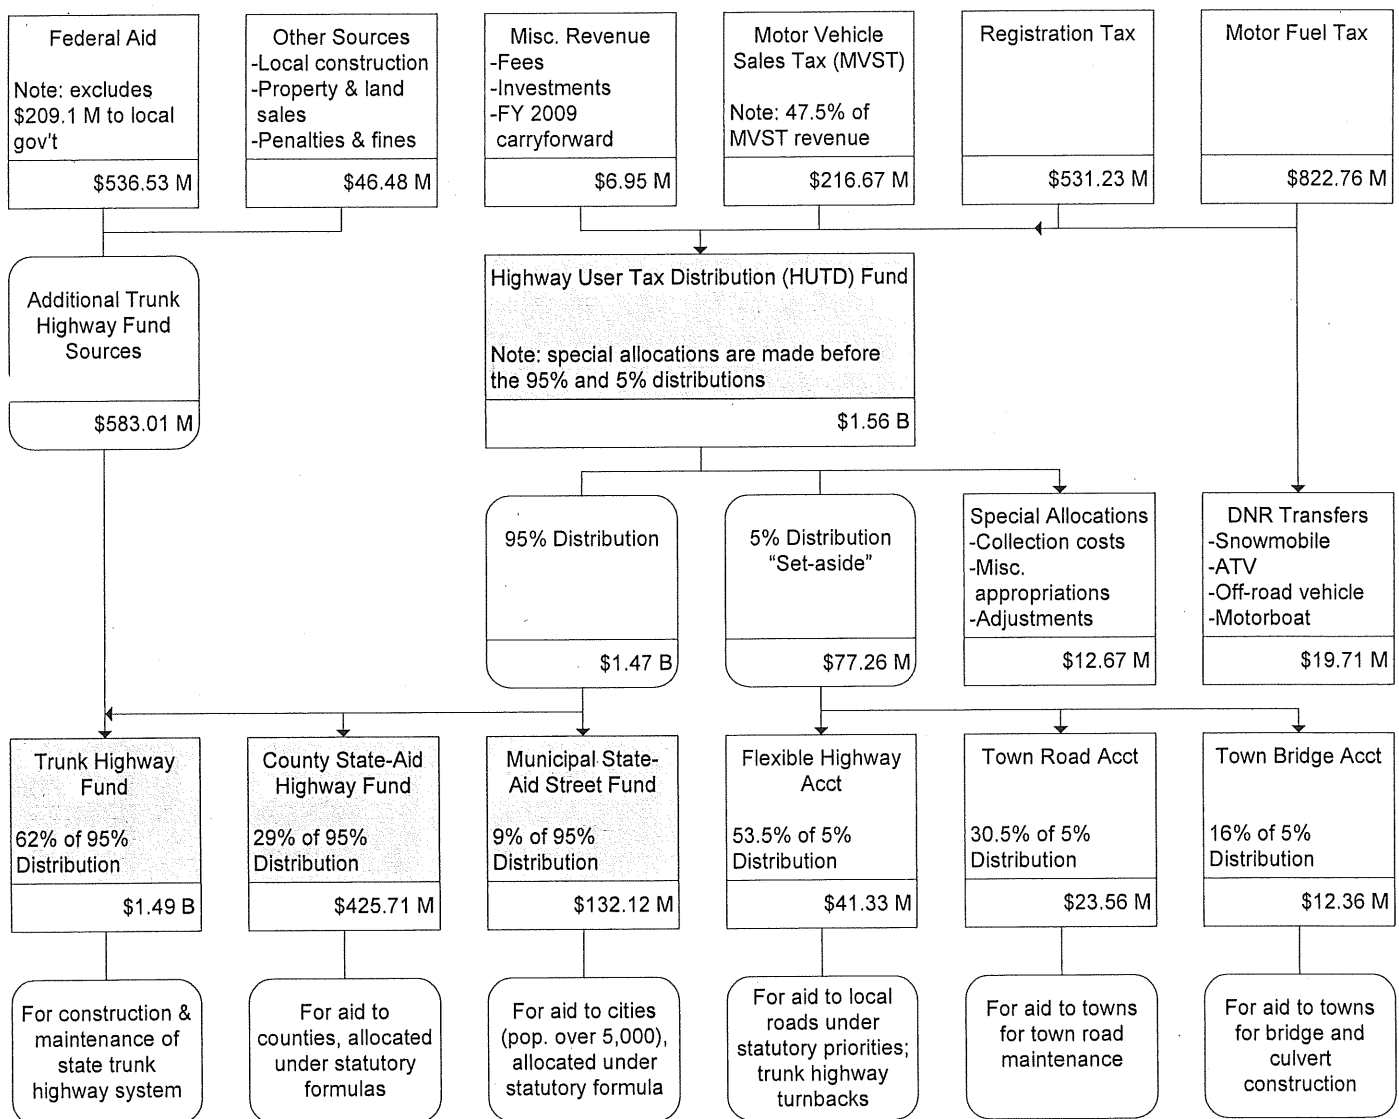 Federal Aid
Note: excludes
$209.1 M to local
gov't
$536.53 M
Other Sources
-Local construction
-Property & land
sales
-Penalties & fines
$46.48 M
Misc. Revenue
-Fees
-Investments
-FY 2009
carryforward
$6.95 M
Motor Vehicle
Sales Tax (MVST)
Note: 47.5% of
MVST revenue
$216.67 M
Registration Tax
$531.23 M
Motor Fuel Tax
$822.76 M
Additional Trunk
Highway Fund
Sources
$583.01 M
Highway User Tax Distribution (HUTD) Fund
Note: special allocations are made before
the 95% and 5% distributions
$1.56 B
95% Distribution
$1.47 B
5% Distribution
"Set-aside"
$77.26 M
Special Allocations
-Collection costs
-Misc.
appropriations
-Adjustments
$12.67 M
DNR Transfers
-Snowmobile
-ATV
-Off-road vehicle
-Motorboat
$19.71 M
Trunk Highway
Fund
62% of 95%
Distribution
$1.49 B
County State-Aid
Highway Fund
29% of 95%
Distribution
$425.71 M
Municipal State-
Aid Street Fund
9% of 95%
Distribution
$132.12 M
Flexible Highway
Acct
53.5% of 5%
Distribution
$41.33 M
Town Road Acct
30.5% of 5%
Distribution
$23.56 M
Town Bridge Acct
16% of 5%
Distribution
$12.36 M
For construction &
maintenance of
state trunk
highway system
For aid to
counties, allocated
under statutory
formulas
For aid to cities
(pop. over 5,000),
allocated under
statutory formula
For aid to local
roads under
statutory priorities;
trunk highway
turnbacks
For aid to towns
for town road
maintenance
For aid to towns
for bridge and
culvert
construction